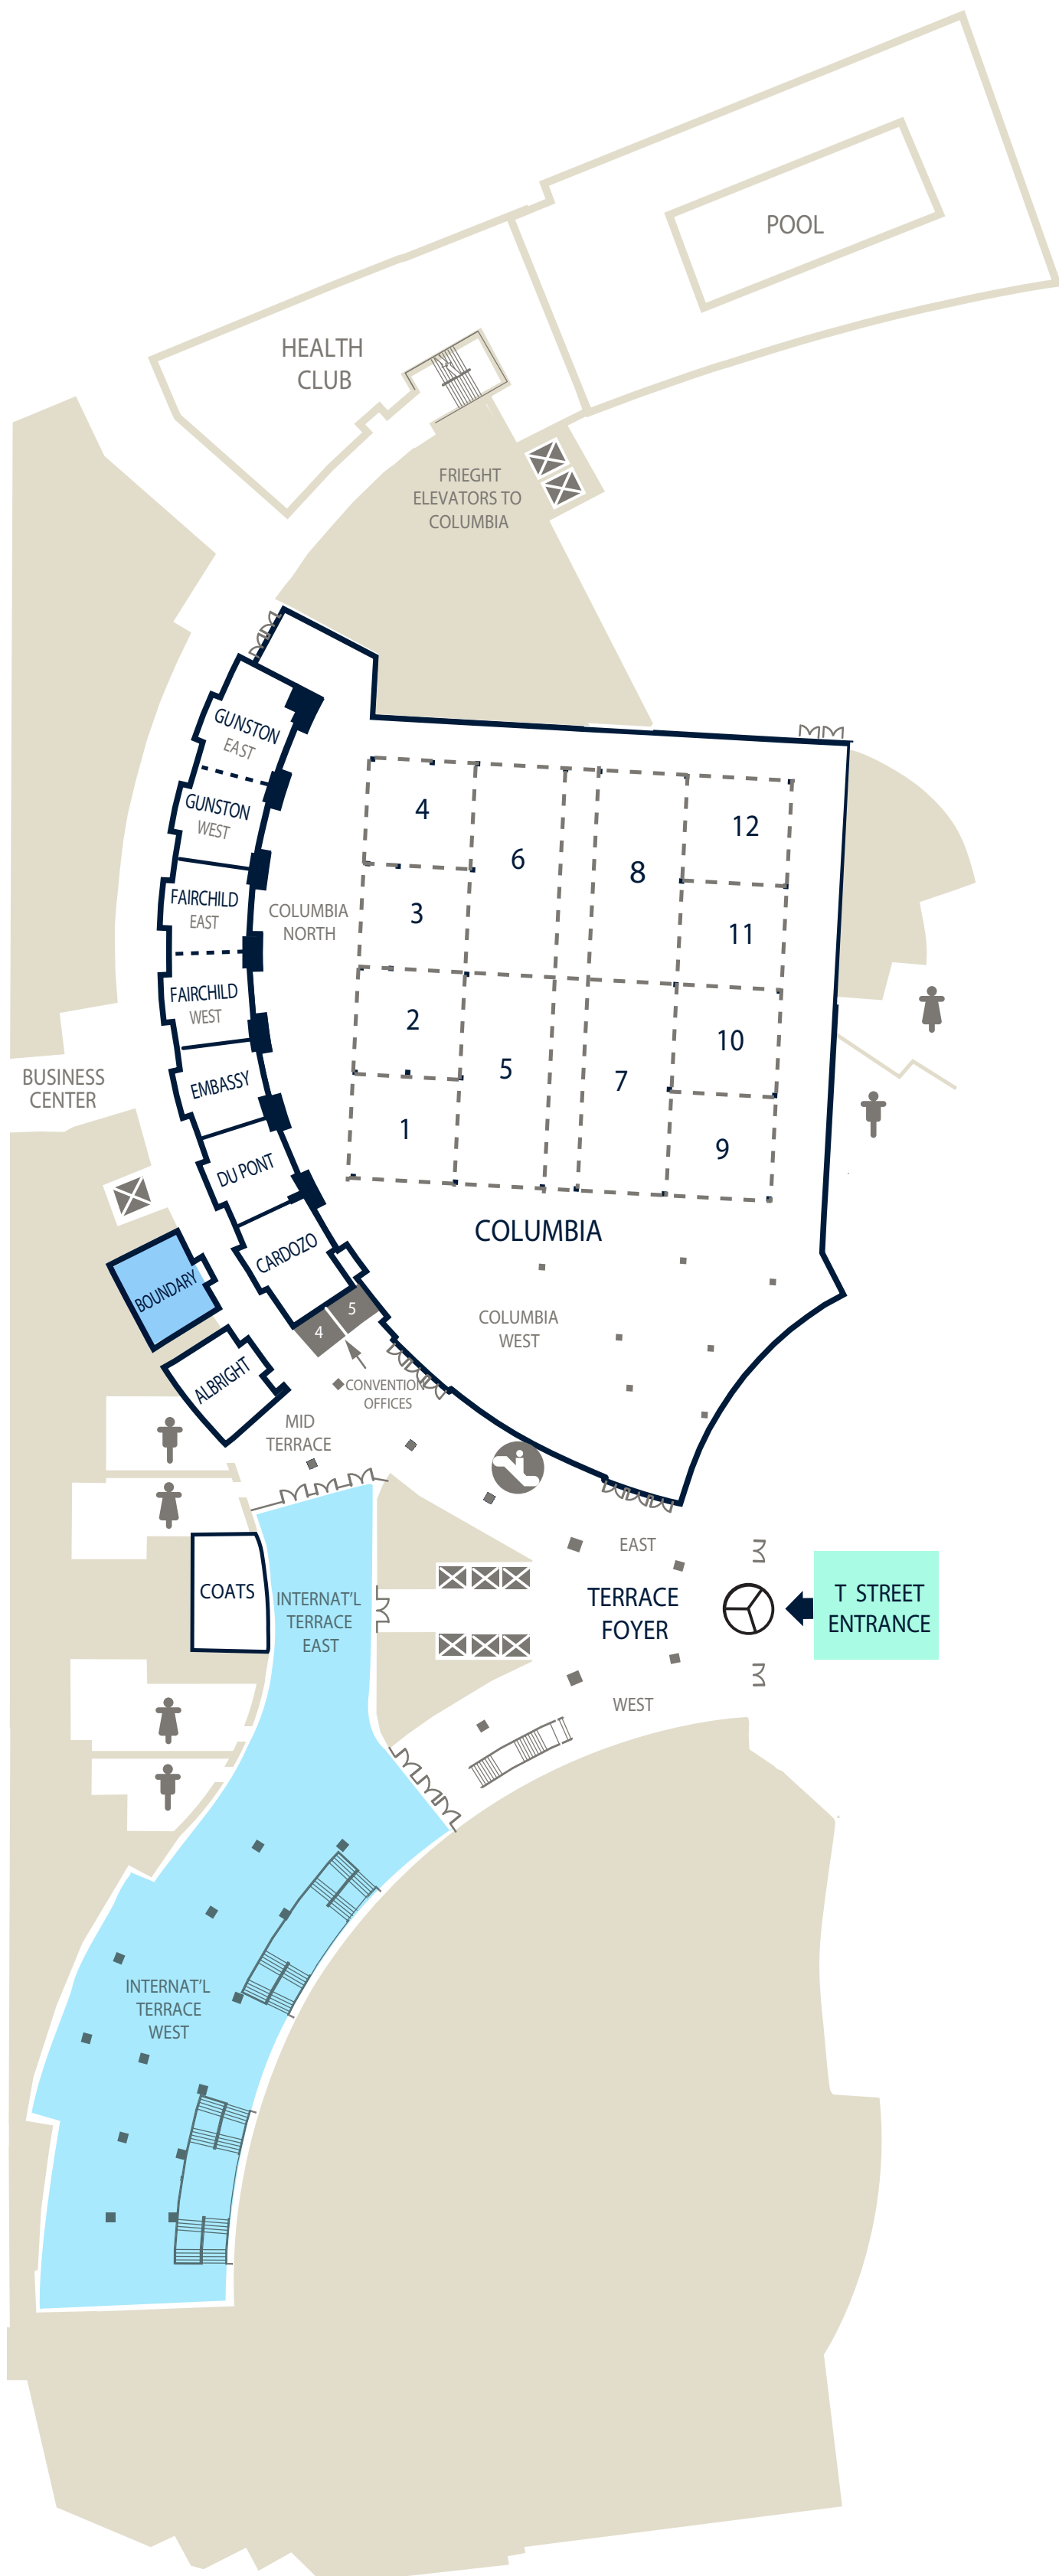 POOL
HEALTH
CLUB
FRIEGHT
ELEVATORS TO
COLUMBIA
GUNSTON
EAST
GUNSTON
WEST
FAIRCHILD
EAST
FAIRCHILD
WEST
EMBASSY
DU PONT
CARDOZO
COLUMBIA
NORTH
4
6
8
12
3
11
2
5
7
10
1
9
BUSINESS
CENTER
COLUMBIA
COLUMBIA
WEST
BOUNDARY
ALBRIGHT
5
4
CONVENTION
OFFICES
MID
TERRACE
EAST
TERRACE
FOYER
WEST
T STREET
ENTRANCE
COATS
INTERNAT'L
TERRACE
EAST
INTERNAT'L
TERRACE
WEST